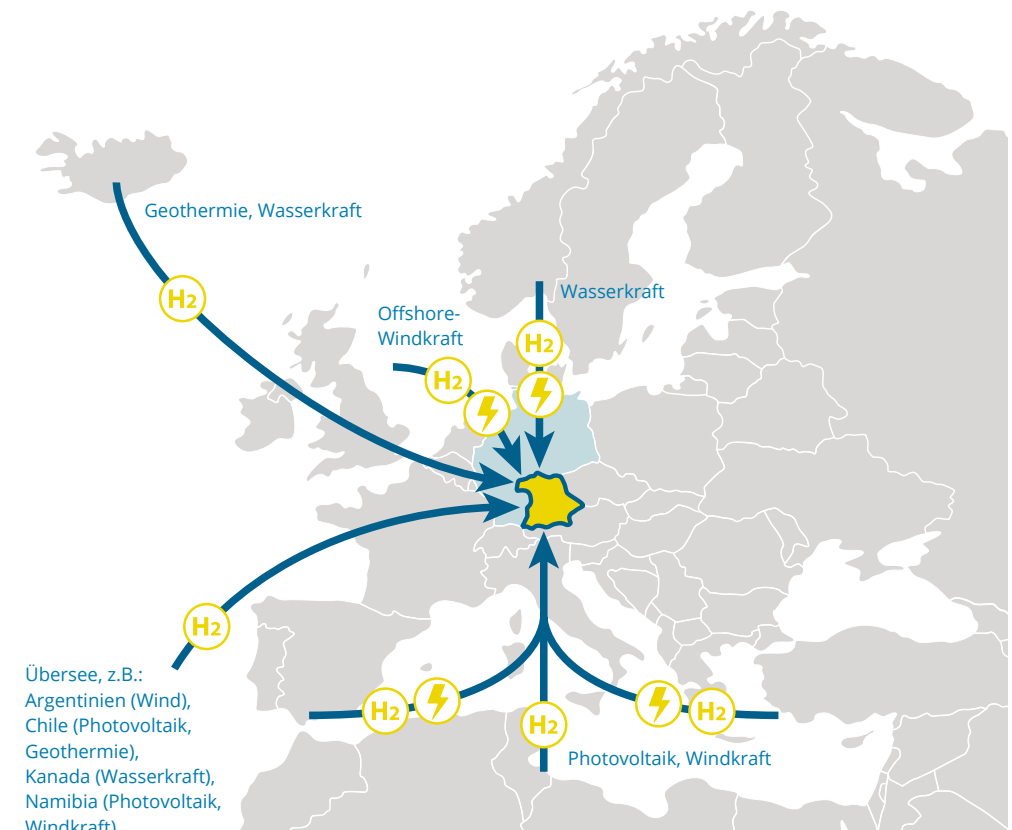 Geothermie, Wasserkraft
H2
Wasserkraft
Offshore-
Windkraft
H2
H2
H2
Übersee, z.B.:
Argentinien (Wind),
Chile (Photovoltaik,
Geothermie),
Kanada (Wasserkraft),
Namibia (Photovoltaik,
Windkraft)
H2
H2
H2
Photovoltaik, Windkraft